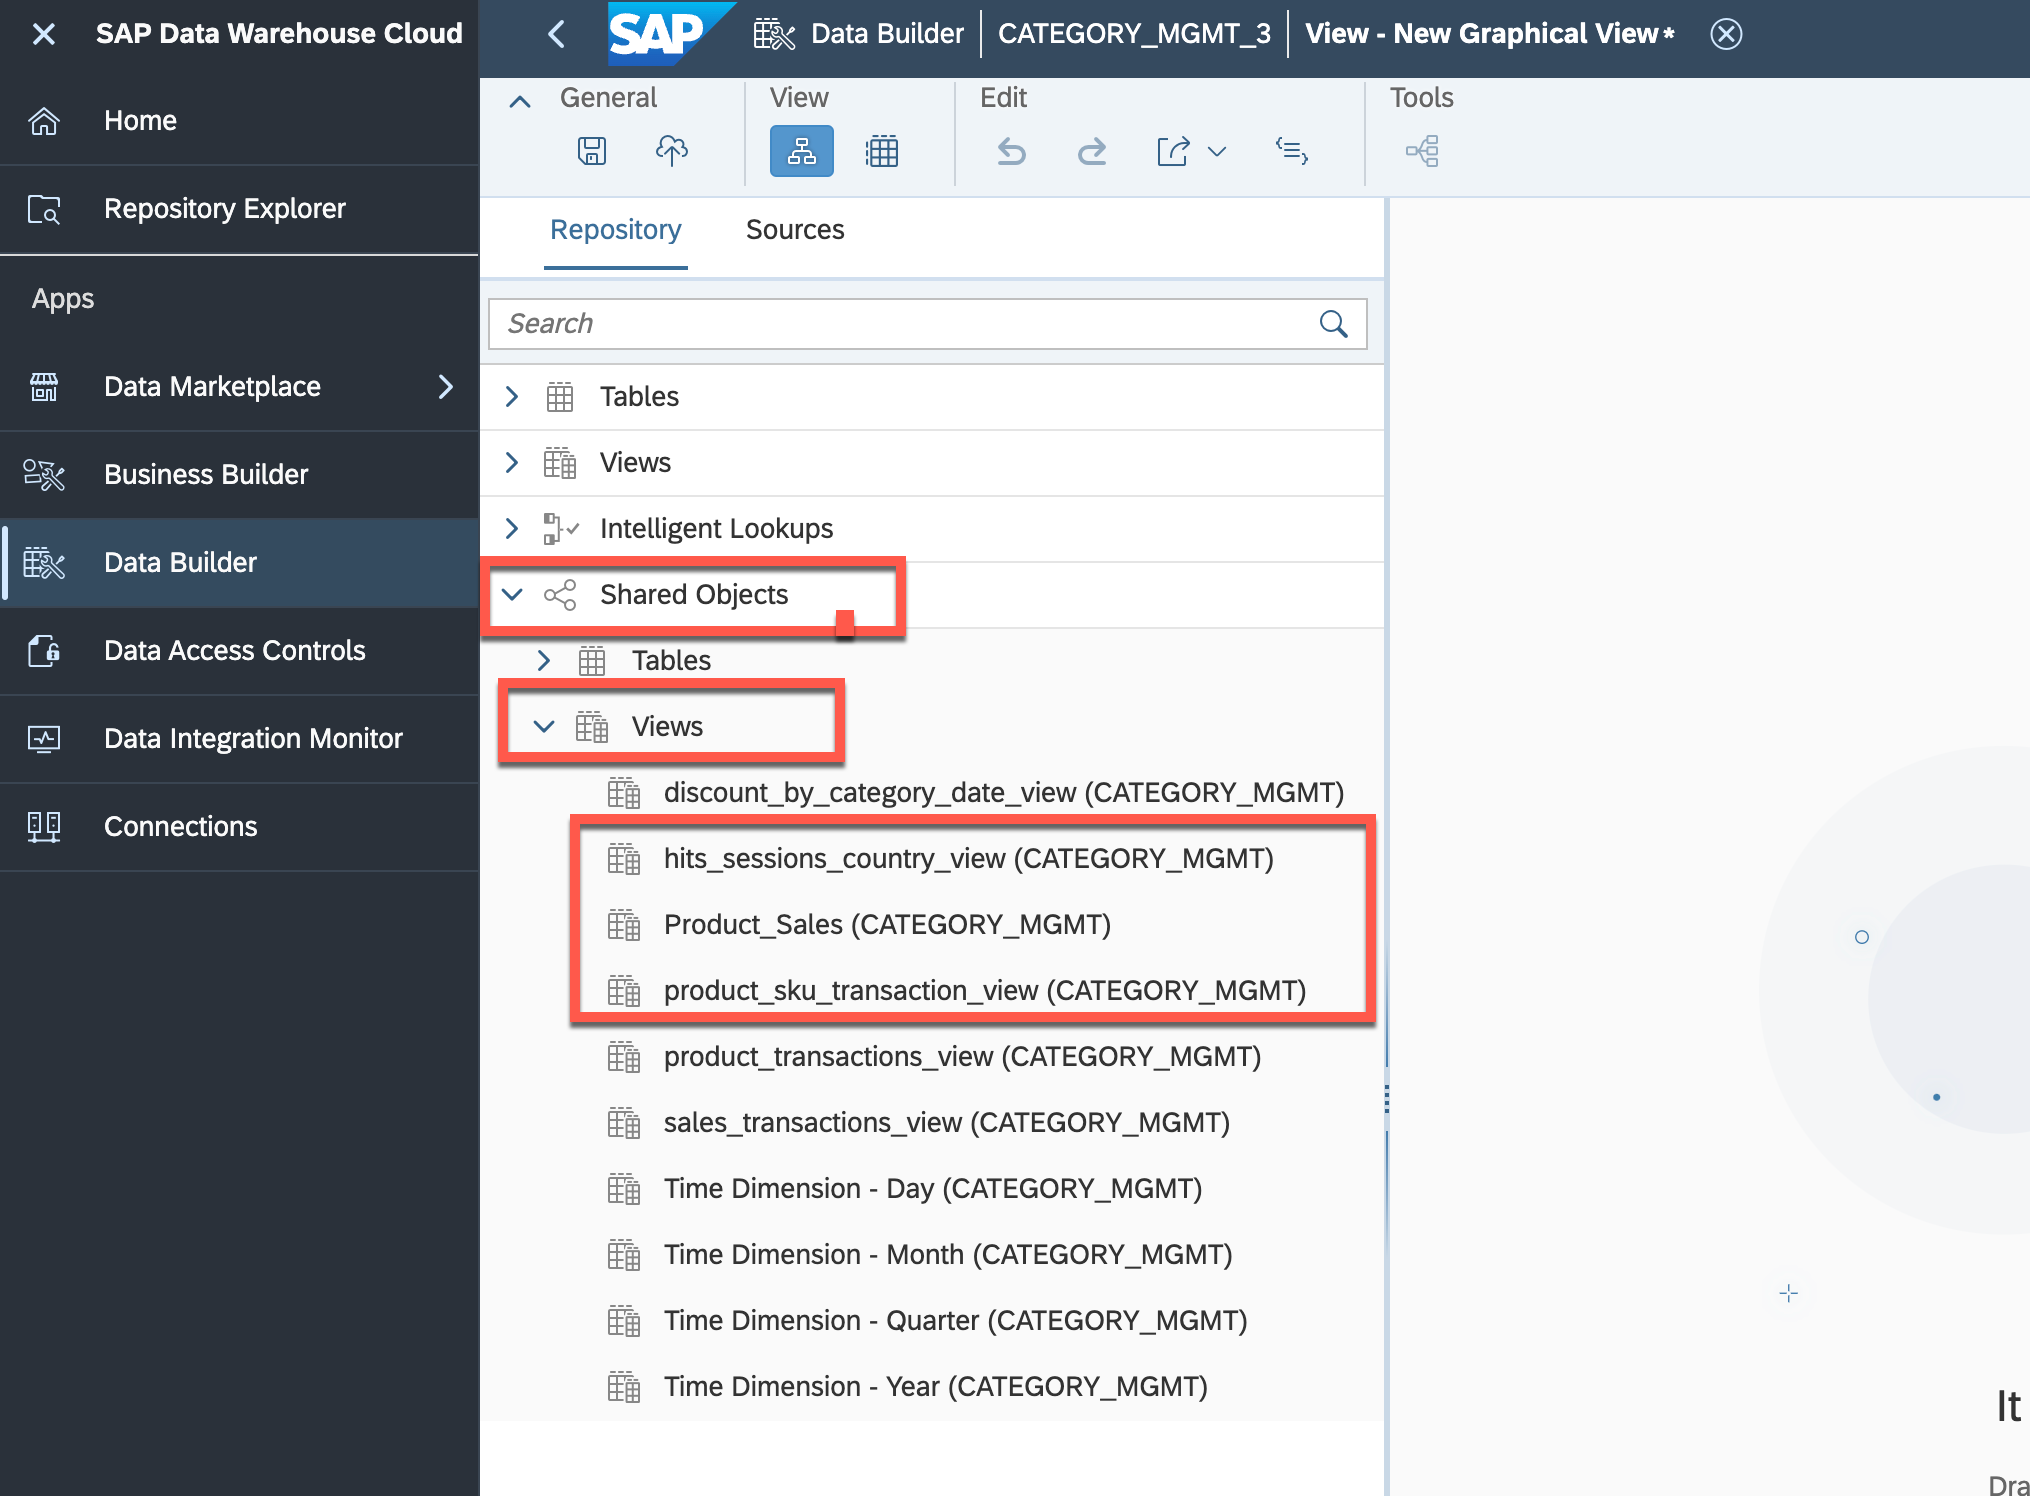 SAP Data Warehouse Cloud
Home
Repository Explorer
Apps
Data Marketplace
Business Builder
Data Builder
Data Access Controls
Data Integration Monitor
Connections
SAP Data Builder CATEGORY_MGMT_3 View - New Graphical View*
General View Edit Tools
Repository Sources
Search
Tables
Views
Intelligent Lookups
Shared Objects
Tables
Views
discount_by_category_date_view (CATEGORY_MGMT)
hits_sessions_country_view (CATEGORY_MGMT)
Product_Sales (CATEGORY_MGMT)
product_sku_transaction_view (CATEGORY_MGMT)
product_transactions_view (CATEGORY_MGMT)
sales_transactions_view (CATEGORY_MGMT)
Time Dimension - Day (CATEGORY_MGMT)
Time Dimension - Month (CATEGORY_MGMT)
Time Dimension - Quarter (CATEGORY_MGMT)
Time Dimension - Year (CATEGORY_MGMT)
It
Dra